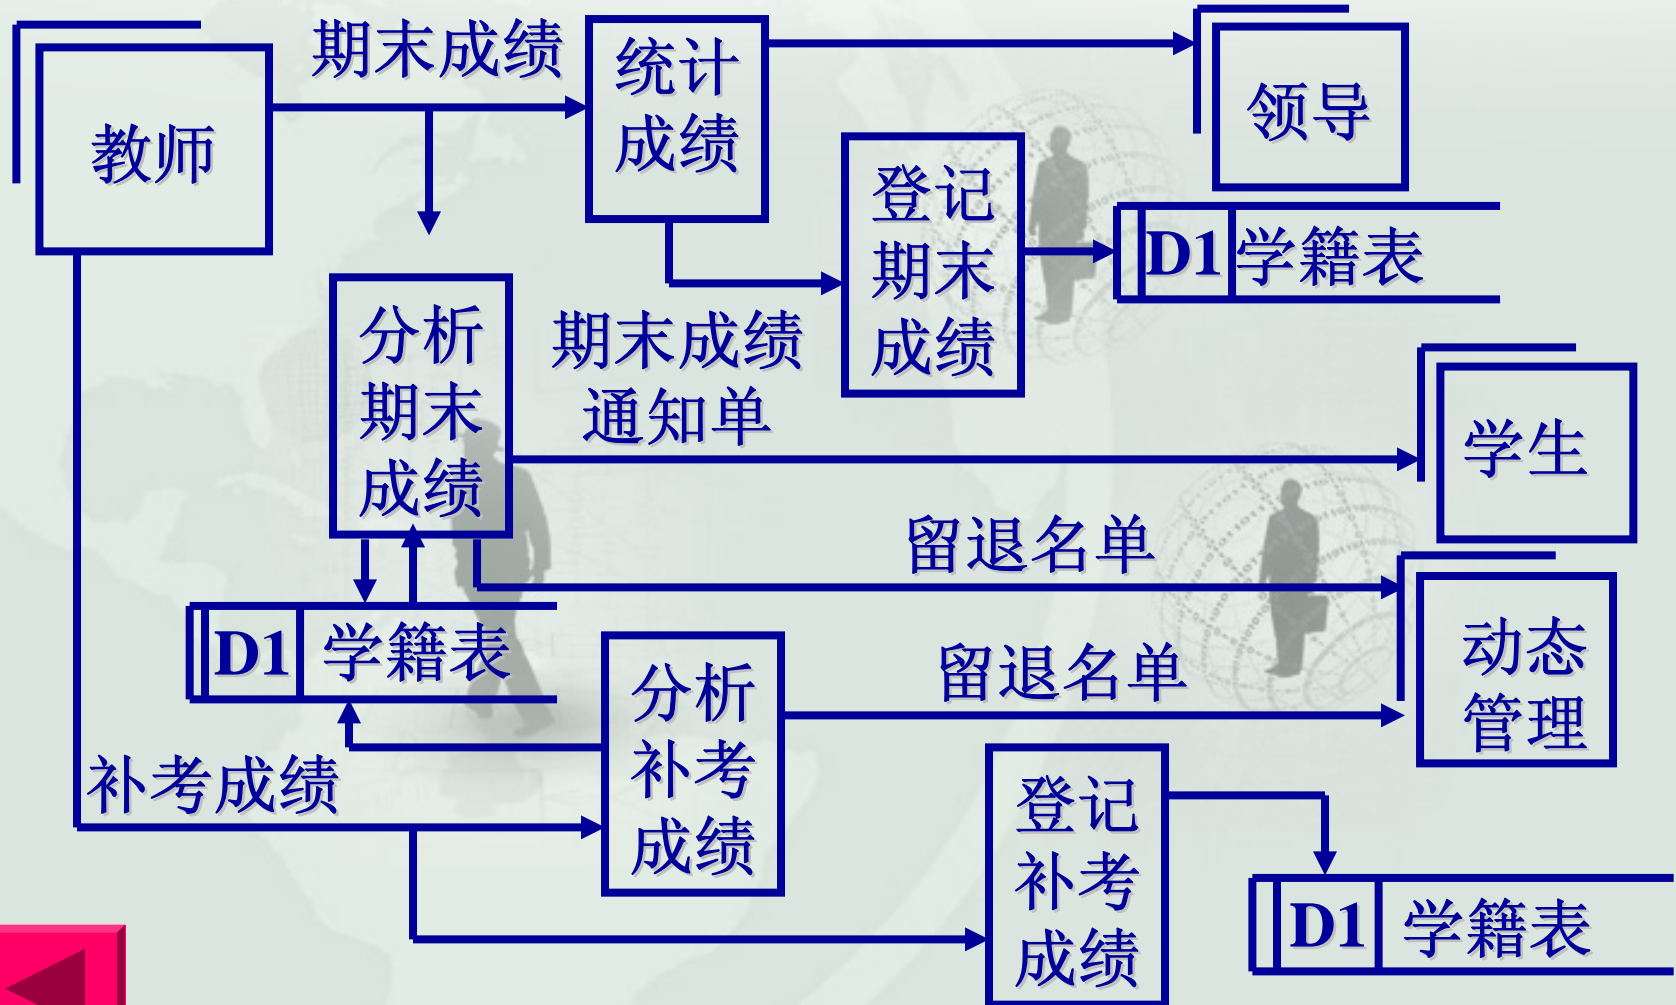 期末成绩
统计
成绩
领导
教师
登记
期末
成绩
D1 学籍表
分析
期末
成绩
期末成绩
通知单
学生
留退名单
动态
管理
D1 学籍表
分析
补考
成绩
留退名单
补考成绩
登记
补考
成绩
D1 学籍表